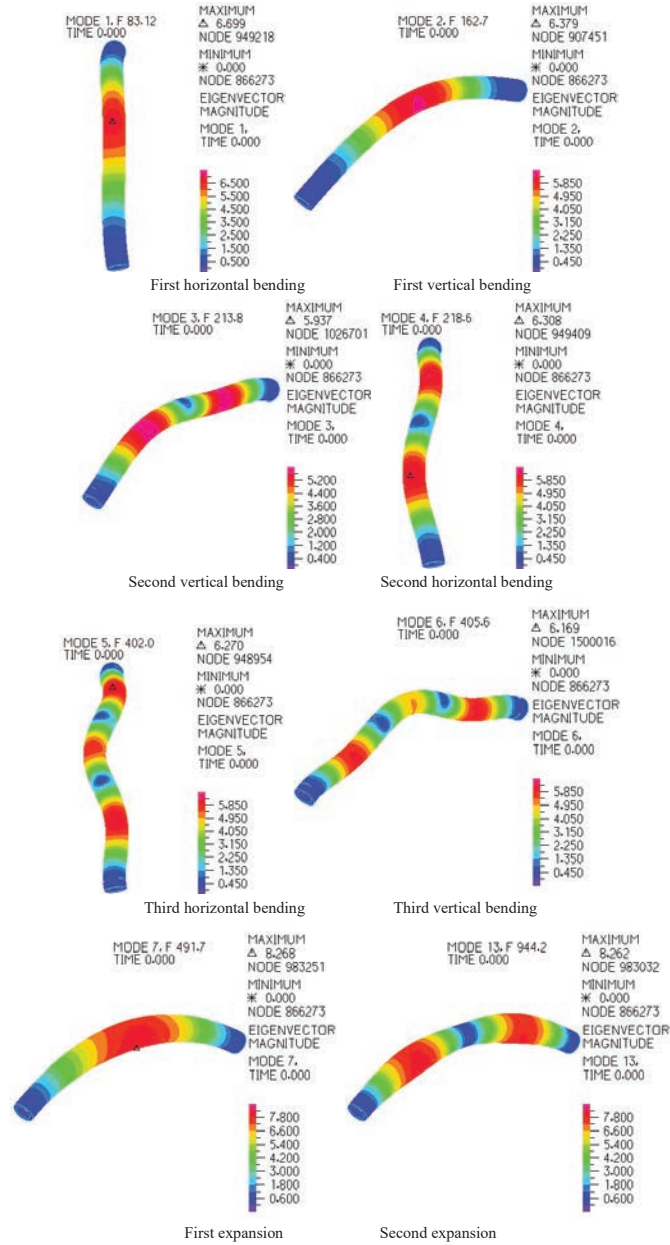 MODE 1, F 83.12
TIME 0.000
MAXIMUM
△ 6.699
NODE 949218
MINIMUM
✳ 0.000
NODE 866273
EIGENVECTOR
MAGNITUDE
MODE 1,
TIME 0.000
6.500
5.500
4.500
3.500
2.500
1.500
0.500
First horizontal bending
MODE 2, F 162.7
TIME 0.000
MAXIMUM
△ 6.379
NODE 907451
MINIMUM
✳ 0.000
NODE 866273
EIGENVECTOR
MAGNITUDE
MODE 2,
TIME 0.000
5.850
4.950
4.050
3.150
2.250
1.350
0.450
First vertical bending
MODE 3, F 213.8
TIME 0.000
MAXIMUM
△ 5.937
NODE 1026701
MINIMUM
✳ 0.000
NODE 866273
EIGENVECTOR
MAGNITUDE
MODE 3,
TIME 0.000
5.200
4.400
3.600
2.800
2.000
1.200
0.400
Second vertical bending
MODE 4, F 218.6
TIME 0.000
MAXIMUM
△ 6.308
NODE 949409
MINIMUM
✳ 0.000
NODE 866273
EIGENVECTOR
MAGNITUDE
MODE 4,
TIME 0.000
5.850
4.950
4.050
3.150
2.250
1.350
0.450
Second horizontal bending
MODE 5, F 402.0
TIME 0.000
MAXIMUM
△ 6.270
NODE 948954
MINIMUM
✳ 0.000
NODE 866273
EIGENVECTOR
MAGNITUDE
MODE 5,
TIME 0.000
5.850
4.950
4.050
3.150
2.250
1.350
0.450
Third horizontal bending
MODE 6, F 405.6
TIME 0.000
MAXIMUM
△ 6.169
NODE 1500016
MINIMUM
✳ 0.000
NODE 866273
EIGENVECTOR
MAGNITUDE
MODE 6,
TIME 0.000
5.850
4.950
4.050
3.150
2.250
1.350
0.450
Third vertical bending
MODE 7, F 491.7
TIME 0.000
MAXIMUM
△ 8.268
NODE 983251
MINIMUM
✳ 0.000
NODE 866273
EIGENVECTOR
MAGNITUDE
MODE 7,
TIME 0.000
7.800
6.600
5.400
4.200
3.000
1.800
0.600
First expansion
MODE 13, F 944.2
TIME 0.000
MAXIMUM
△ 8.262
NODE 983032
MINIMUM
✳ 0.000
NODE 866273
EIGENVECTOR
MAGNITUDE
MODE 13,
TIME 0.000
7.800
6.600
5.400
4.200
3.000
1.800
0.600
Second expansion